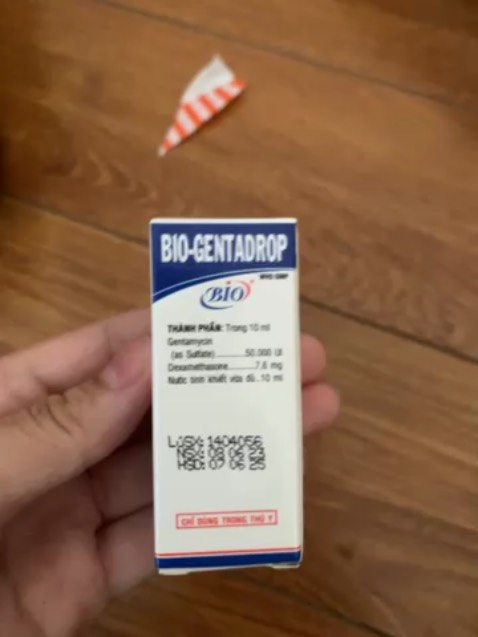 BIO-GENTADROP
WHO-GMP
BIO
THÀNH PHẦN: Trong 10 ml
Gentamycin
(as Sulfate)............50.000 UI
Dexamethasone..........7,6 mg
Nước tinh khiết vừa đủ..10 ml
LôSX: 1404056
NSX: 08 06 23
HSD: 07 06 25
CHỈ DÙNG TRONG THÚ Y